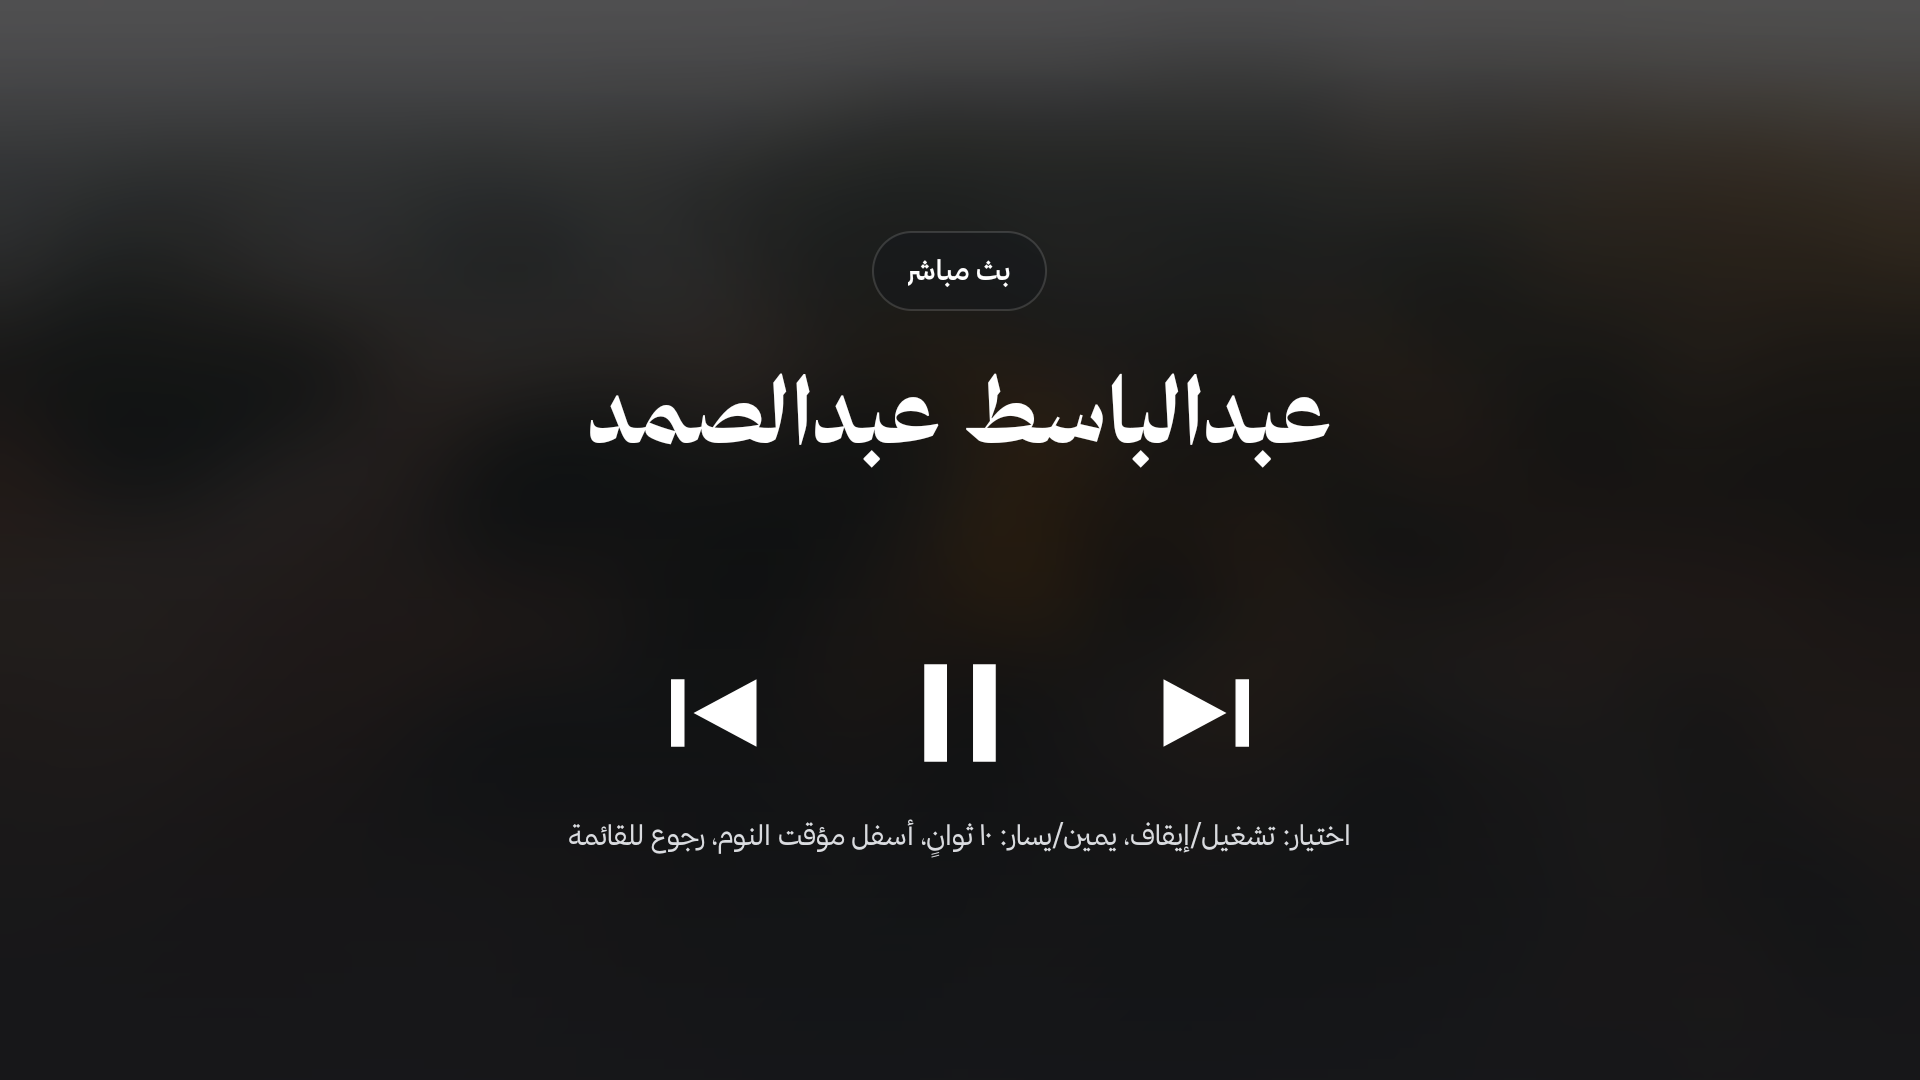 بث مباشر
عبدالباسط عبدالصمد
اختيار: تشغيل/إيقاف، يمين/يسار: ١٠ ثوانٍ، أسفل مؤقت النوم، رجوع للقائمة